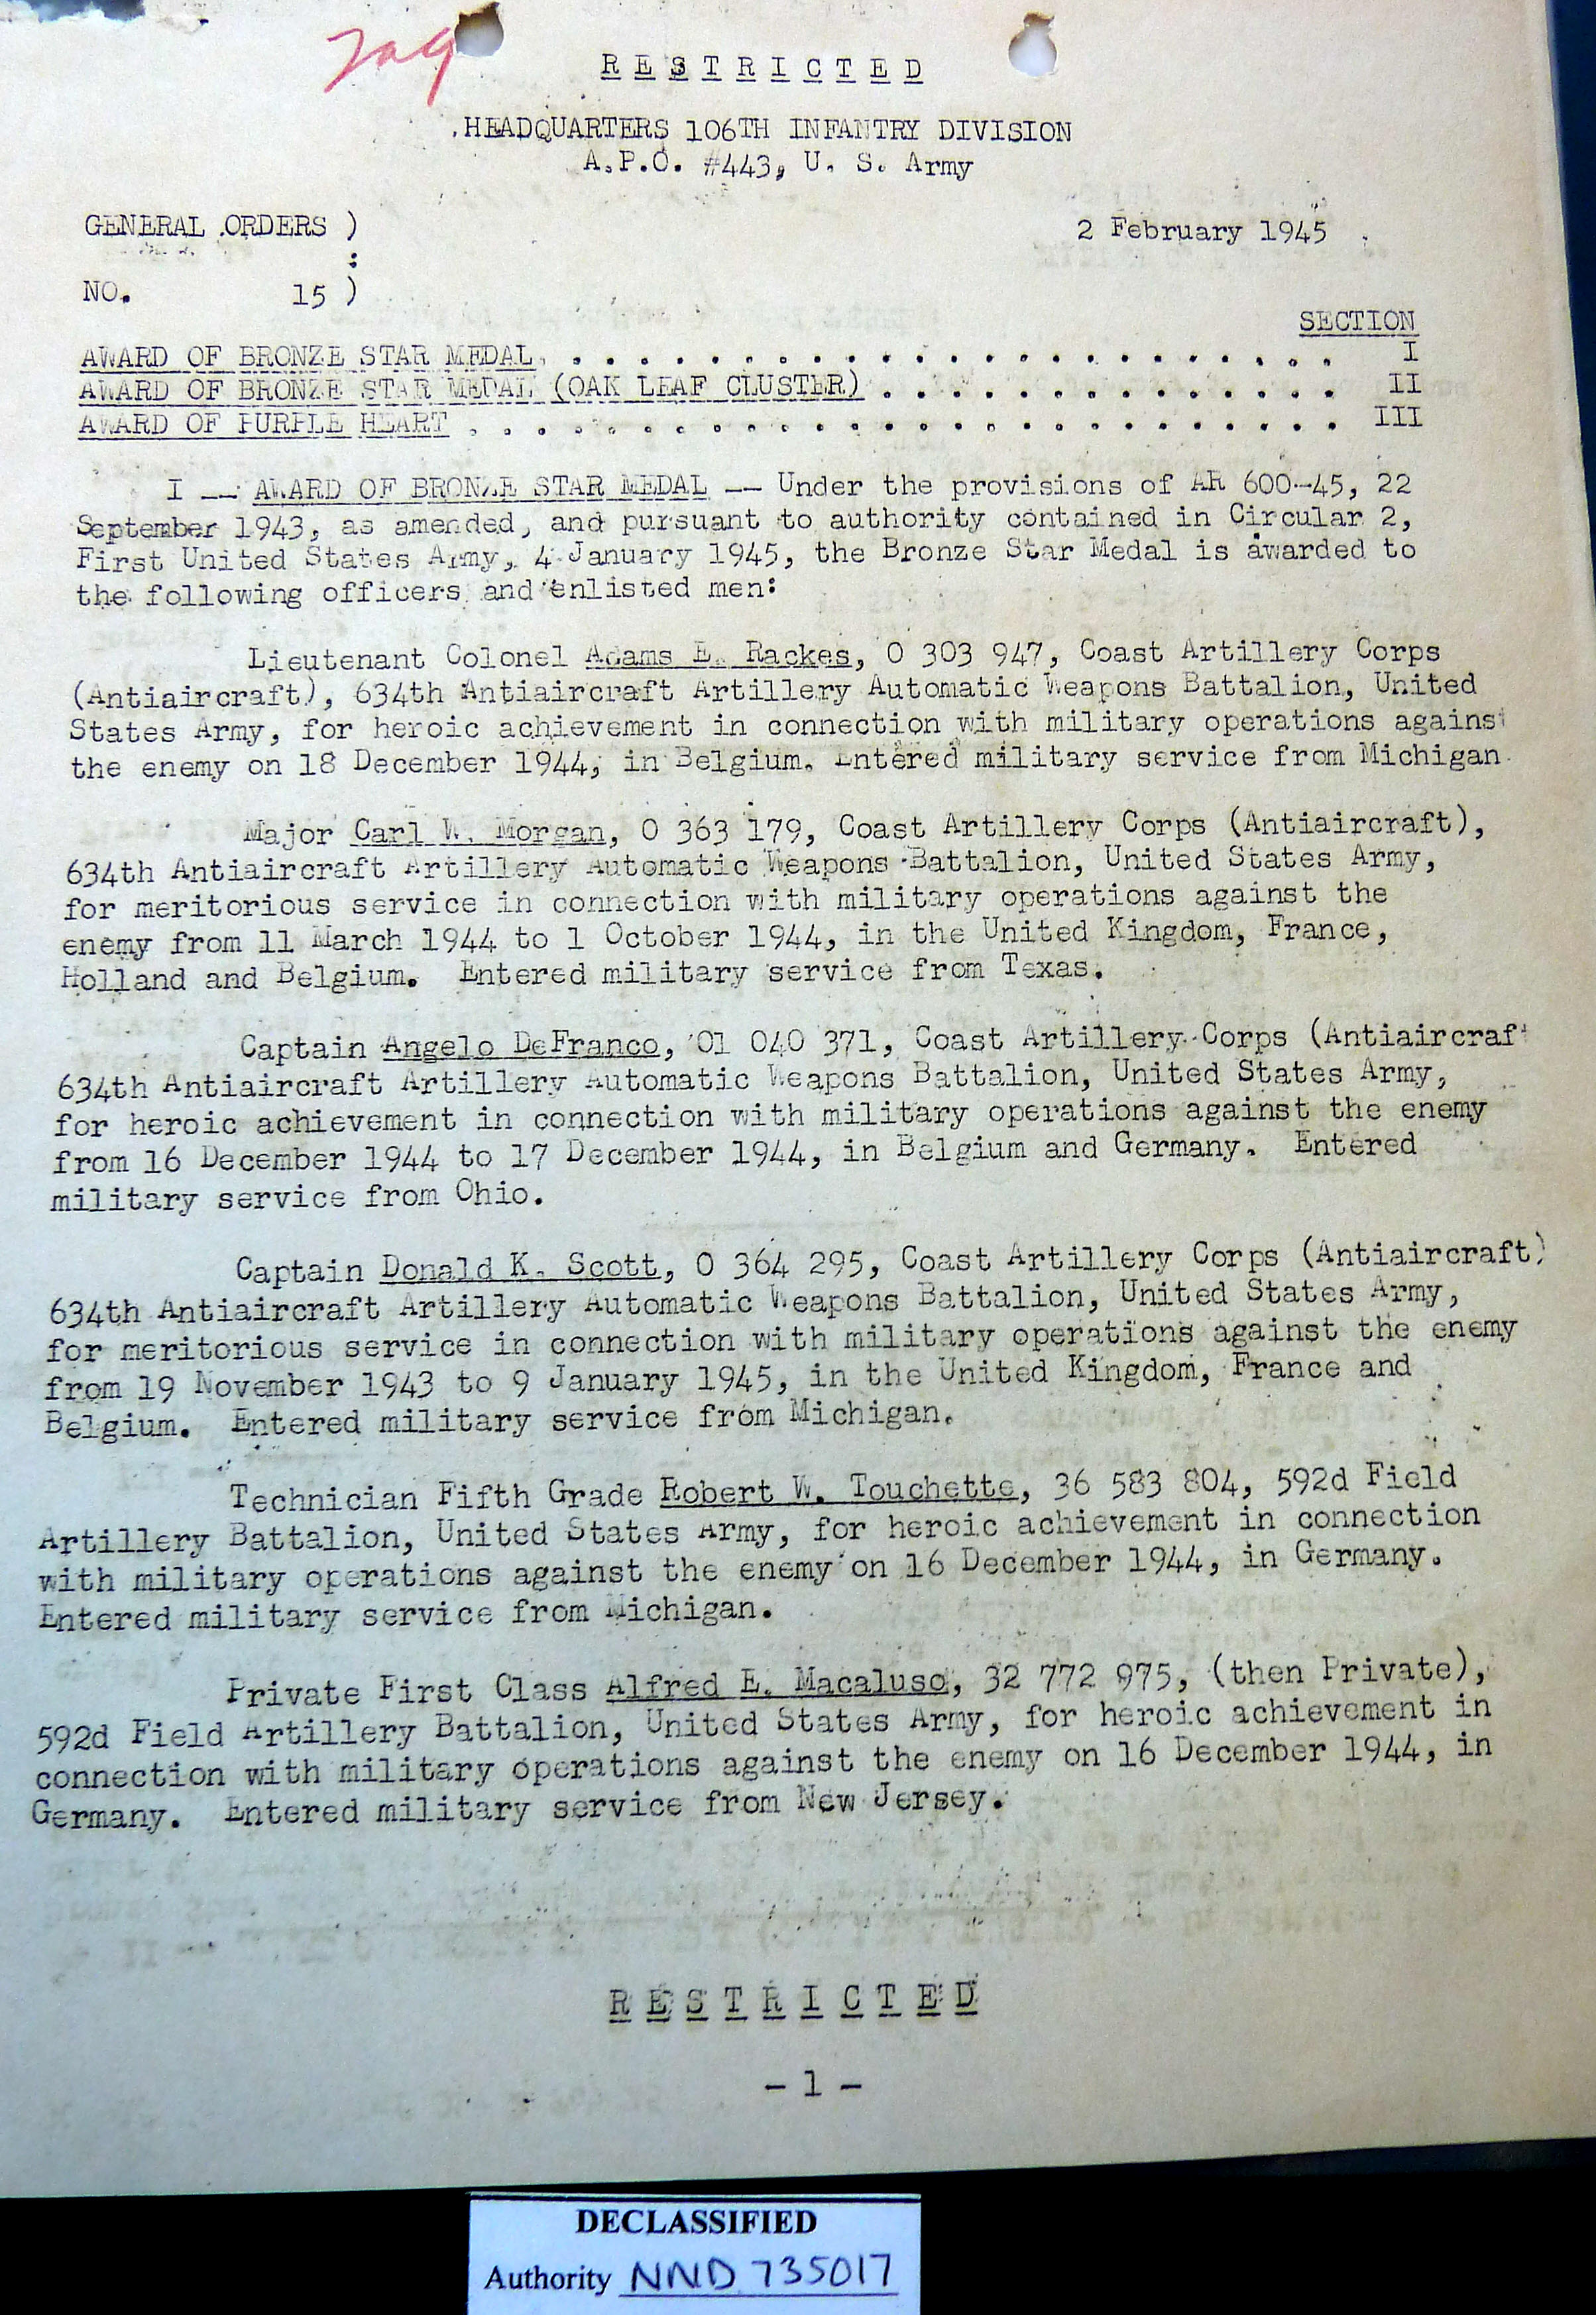 R E S T R I C T E D
HEADQUARTERS 106TH INFANTRY DIVISION
A.P.O. #443, U. S. Army
GENERAL ORDERS )
:
2 February 1945
NO. 15 )
SECTION
AWARD OF BRONZE STAR MEDAL. . . . . . . . . . . . . . . . . . . . . . . . I
AWARD OF BRONZE STAR MEDAL (OAK LEAF CLUSTER) . . . . . . . . . . . . . . II
AWARD OF PURPLE HEART . . . . . . . . . . . . . . . . . . . . . . . . . III
I -- AWARD OF BRONZE STAR MEDAL -- Under the provisions of AR 600-45, 22
September 1943, as amended, and pursuant to authority contained in Circular 2,
First United States Army, 4 January 1945, the Bronze Star Medal is awarded to
the following officers and enlisted men:
Lieutenant Colonel Adams E. Rackes, O 303 947, Coast Artillery Corps
(Antiaircraft), 634th Antiaircraft Artillery Automatic Weapons Battalion, United
States Army, for heroic achievement in connection with military operations against
the enemy on 18 December 1944, in Belgium. Entered military service from Michigan.
Major Carl W. Morgan, O 363 179, Coast Artillery Corps (Antiaircraft),
634th Antiaircraft Artillery Automatic Weapons Battalion, United States Army,
for meritorious service in connection with military operations against the
enemy from 11 March 1944 to 1 October 1944, in the United Kingdom, France,
Holland and Belgium. Entered military service from Texas.
Captain Angelo DeFranco, O1 040 371, Coast Artillery Corps (Antiaircraft
634th Antiaircraft Artillery Automatic Weapons Battalion, United States Army,
for heroic achievement in connection with military operations against the enemy
from 16 December 1944 to 17 December 1944, in Belgium and Germany. Entered
military service from Ohio.
Captain Donald K. Scott, O 364 295, Coast Artillery Corps (Antiaircraft)
634th Antiaircraft Artillery Automatic Weapons Battalion, United States Army,
for meritorious service in connection with military operations against the enemy
from 19 November 1943 to 9 January 1945, in the United Kingdom, France and
Belgium. Entered military service from Michigan.
Technician Fifth Grade Robert W. Touchette, 36 583 804, 592d Field
Artillery Battalion, United States Army, for heroic achievement in connection
with military operations against the enemy on 16 December 1944, in Germany.
Entered military service from Michigan.
Private First Class Alfred E. Macaluso, 32 772 975, (then Private),
592d Field Artillery Battalion, United States Army, for heroic achievement in
connection with military operations against the enemy on 16 December 1944, in
Germany. Entered military service from New Jersey.
R E S T R I C T E D
- 1 -
DECLASSIFIED
Authority NND 735017